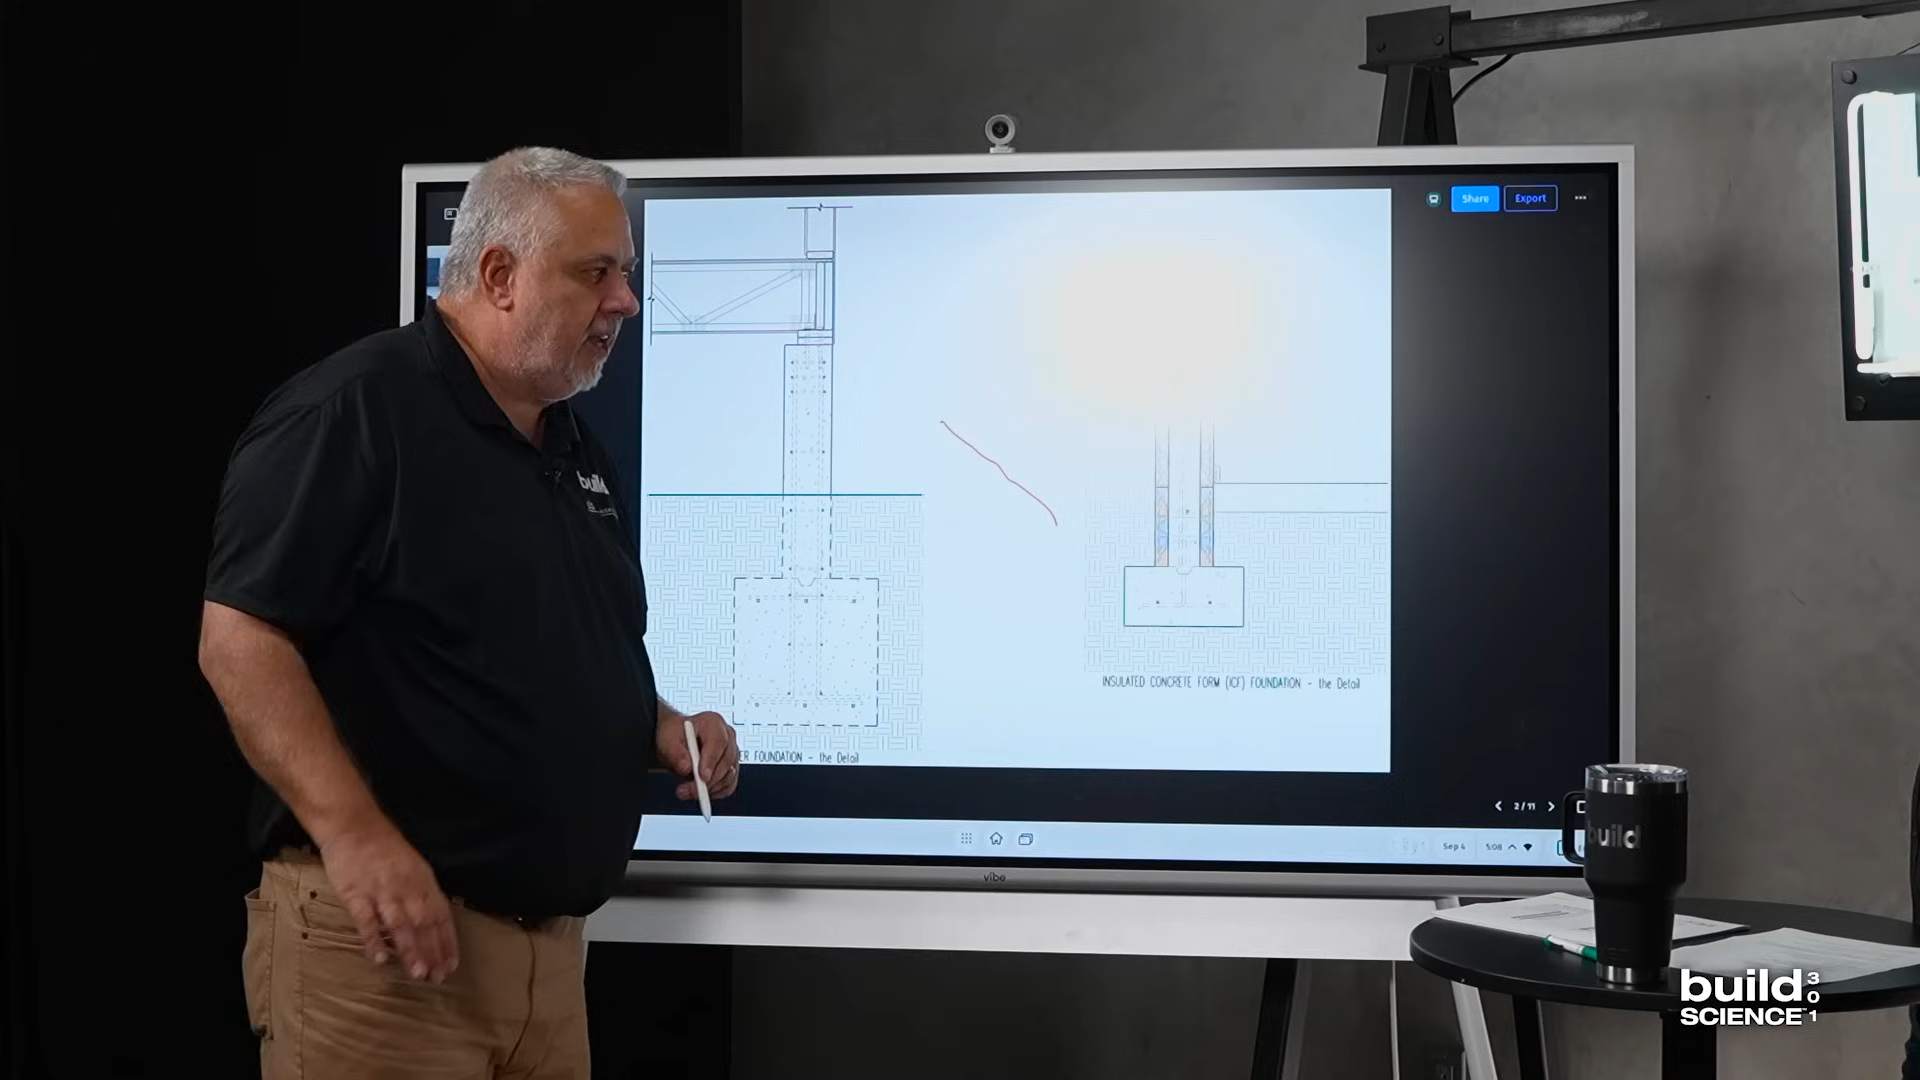 Share
Export
build
INSULATED CONCRETE FORM (ICF) FOUNDATION - the Detail
ER FOUNDATION - the Detail
2/11
Sep 4
5:08
vibe
build
build 301
SCIENCE